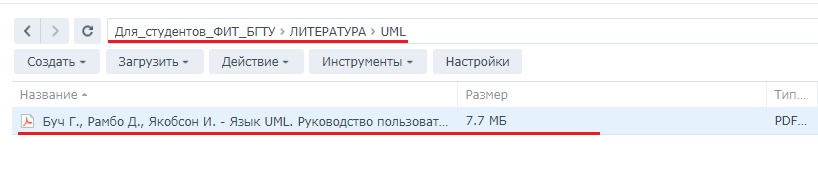 Для_студентов_ФИТ_БГТУ › ЛИТЕРАТУРА › UML
Создать Загрузить Действие Инструменты Настройки
Название Размер Тип...
Буч Г., Рамбо Д., Якобсон И. - Язык UML. Руководство пользоват... 7.7 МБ PDF...